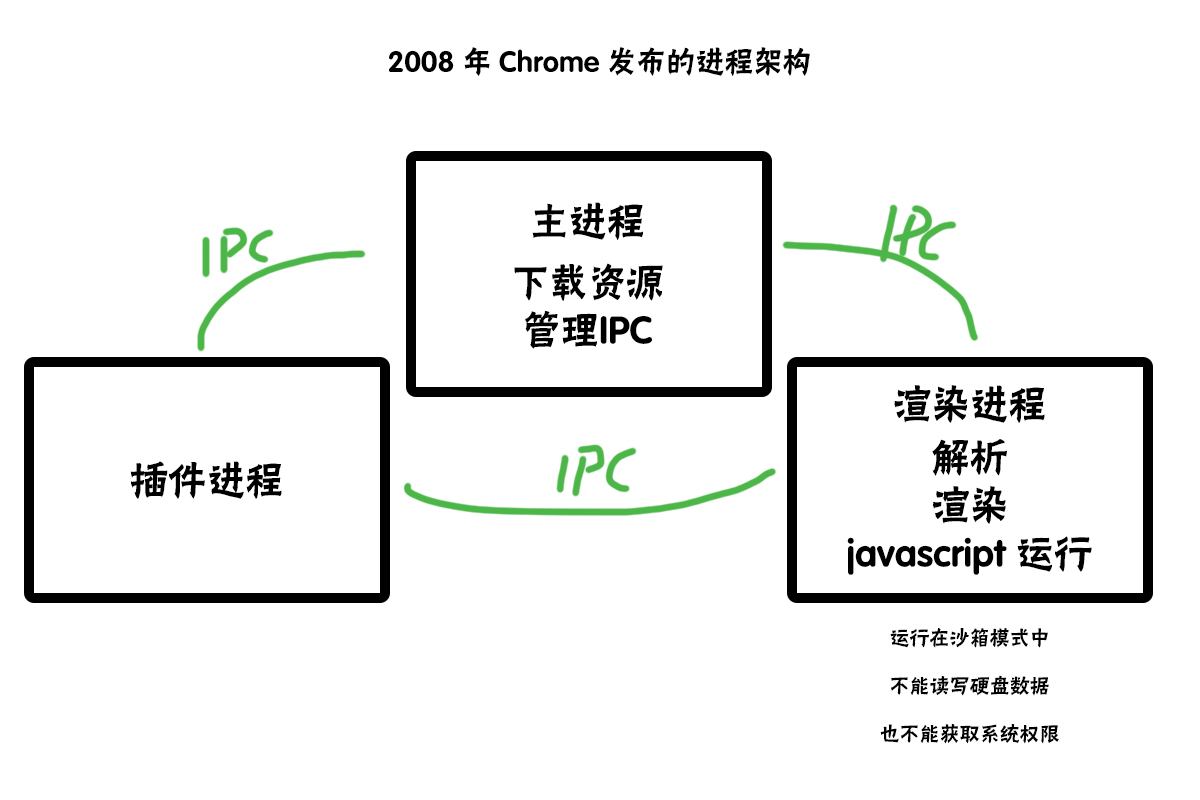 2008 年 Chrome 发布的进程架构
主进程
下载资源
管理IPC
IPC
IPC
插件进程
IPC
渲染进程
解析
渲染
javascript 运行
运行在沙箱模式中
不能读写硬盘数据
也不能获取系统权限